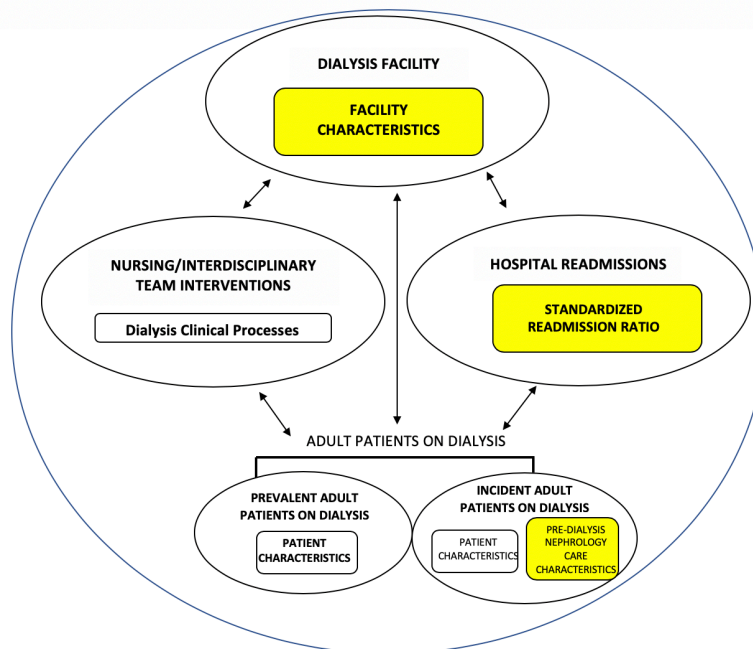 DIALYSIS FACILITY
FACILITY
CHARACTERISTICS
NURSING/INTERDISCIPLINARY
TEAM INTERVENTIONS
Dialysis Clinical Processes
HOSPITAL READMISSIONS
STANDARDIZED
READMISSION RATIO
ADULT PATIENTS ON DIALYSIS
PREVALENT ADULT
PATIENTS ON DIALYSIS
PATIENT
CHARACTERISTICS
INCIDENT ADULT
PATIENTS ON DIALYSIS
PATIENT
CHARACTERISTICS
PRE-DIALYSIS
NEPHROLOGY
CARE
CHARACTERISTICS